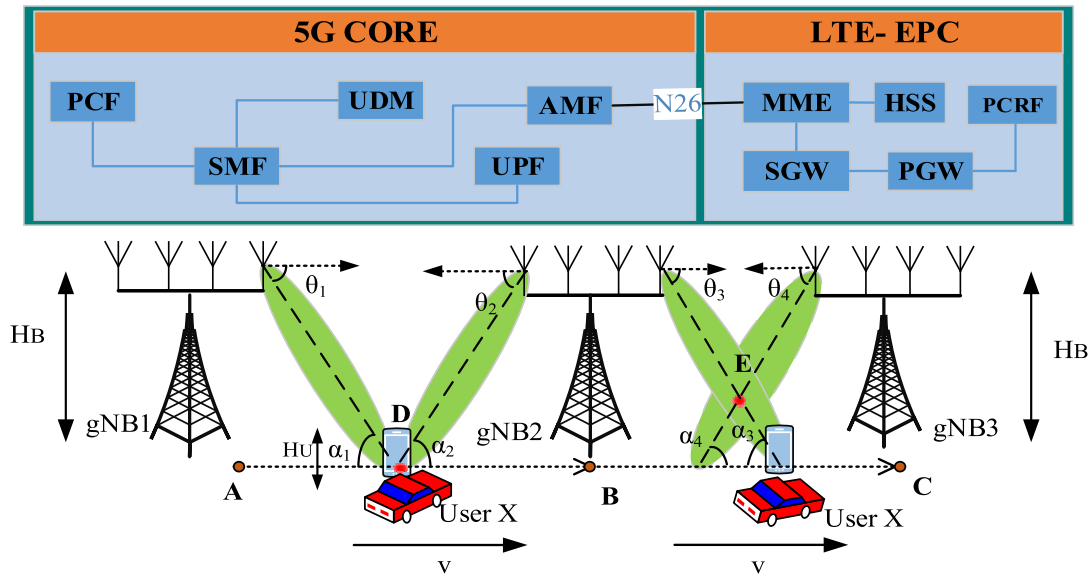 5G CORE
LTE- EPC
PCF
UDM
AMF
N26
MME
HSS
PCRF
SMF
UPF
SGW
PGW
θ1
θ2
θ3
θ4
HB
HB
E
D
gNB1
gNB2
gNB3
HU
α1
α2
α4
α3
A
B
C
User X
User X
v
v